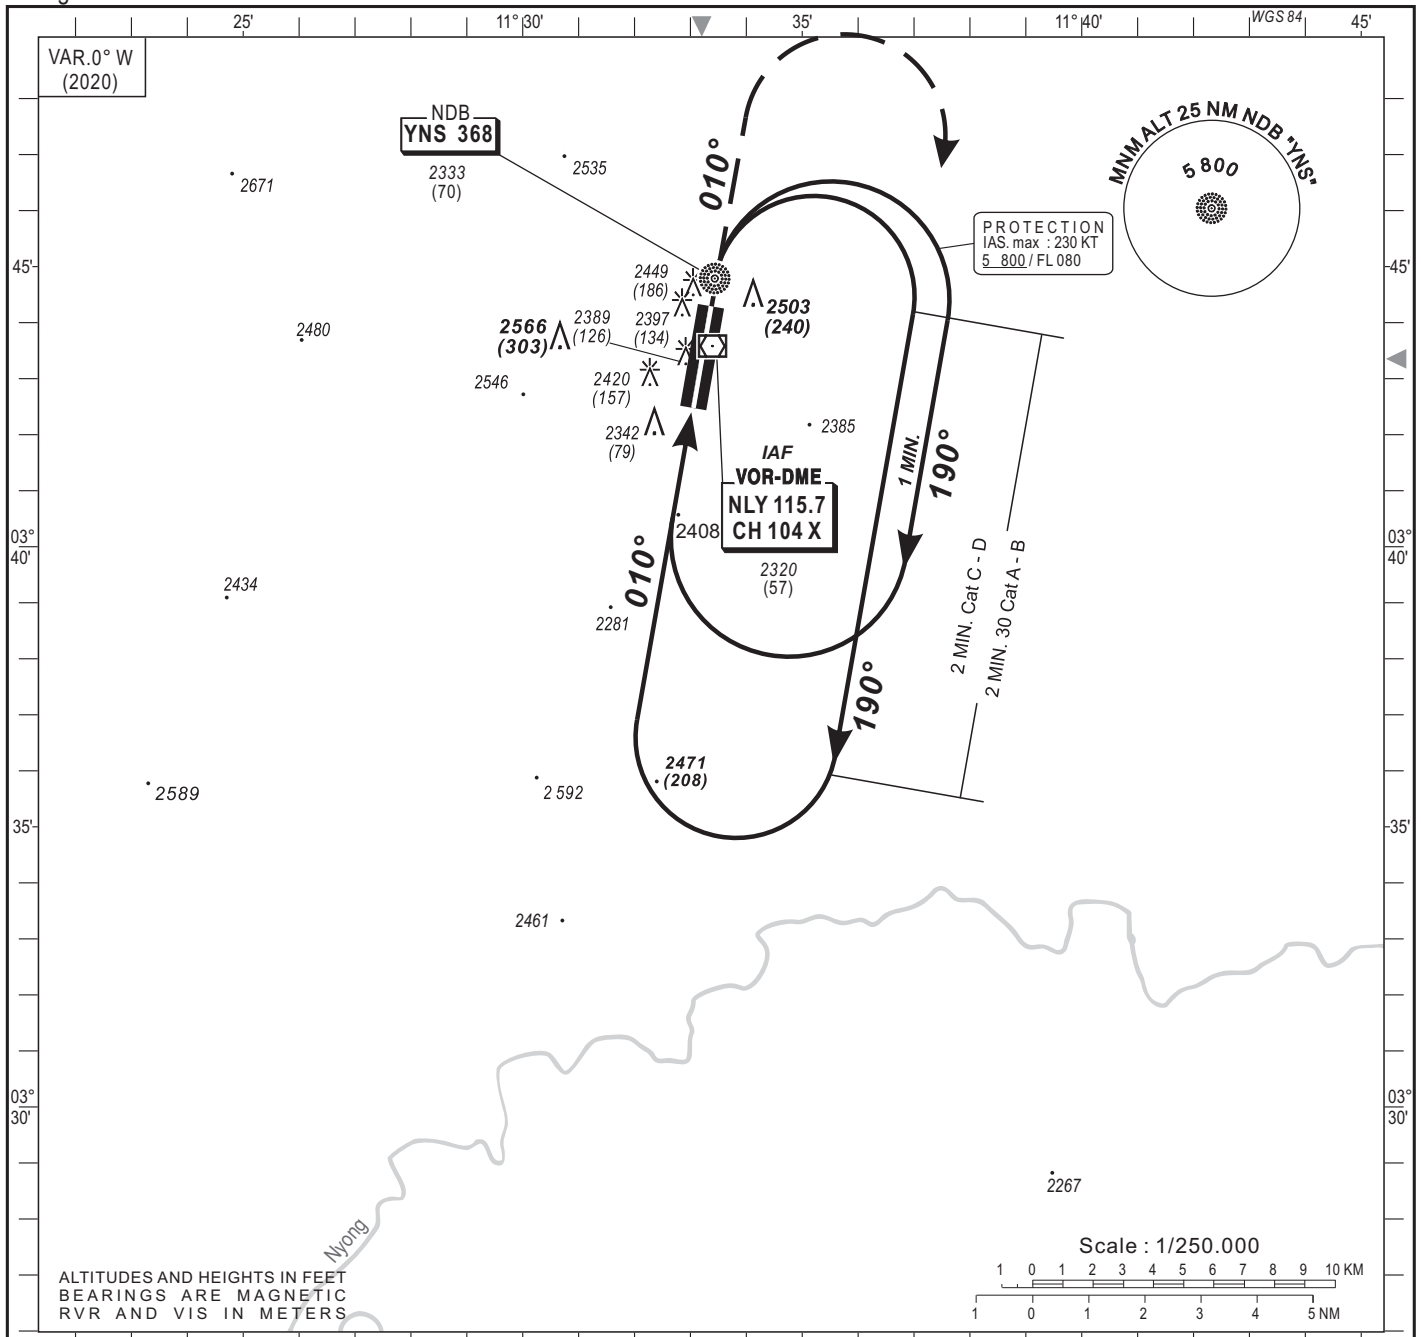 25'
11° 30'
35'
11° 40'
WGS 84
45'
VAR.0° W
(2020)
NDB
YNS 368
2333
(70)
2535
2671
010°
MNM ALT 25 NM NDB "YNS"
5 800
PROTECTION
IAS. max : 230 KT
5 800 / FL 080
45'
45'
2449
(186)
2503
(240)
2397
(134)
2389
(126)
2566
(303)
2480
2546
2420
(157)
2342
(79)
2385
IAF
VOR-DME
NLY 115.7
CH 104 X
2320
(57)
1 MIN.
190°
2408
03°
40'
03°
40'
010°
2434
2281
2 MIN. Cat C - D
2 MIN. 30 Cat A - B
190°
2471
(208)
2589
2 592
35'
35'
2461
03°
30'
03°
30'
2267
Nyong
Scale : 1/250.000
1 0 1 2 3 4 5 6 7 8 9 10 KM
1 0 1 2 3 4 5 NM
ALTITUDES AND HEIGHTS IN FEET
BEARINGS ARE MAGNETIC
RVR AND VIS IN METERS